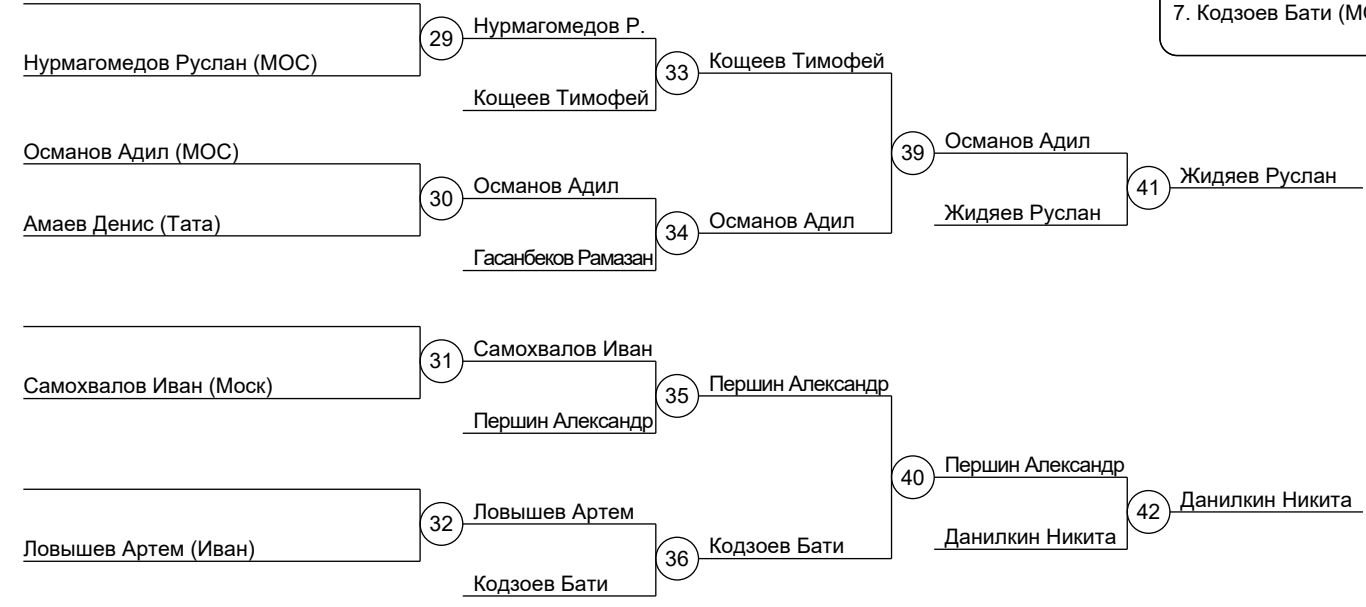 7. Кодзоев Бати (МО
29
Нурмагомедов Р.
Нурмагомедов Руслан (МОС)
33
Кощеев Тимофей
Кощеев Тимофей
Османов Адил (МОС)
39
Османов Адил
30
Османов Адил
41
Жидяев Руслан
Амаев Денис (Тата)
34
Османов Адил
Жидяев Руслан
Гасанбеков Рамазан
31
Самохвалов Иван
Самохвалов Иван (Моск)
35
Першин Александр
Першин Александр
40
Першин Александр
32
Ловышев Артем
42
Данилкин Никита
Ловышев Артем (Иван)
36
Кодзоев Бати
Данилкин Никита
Кодзоев Бати